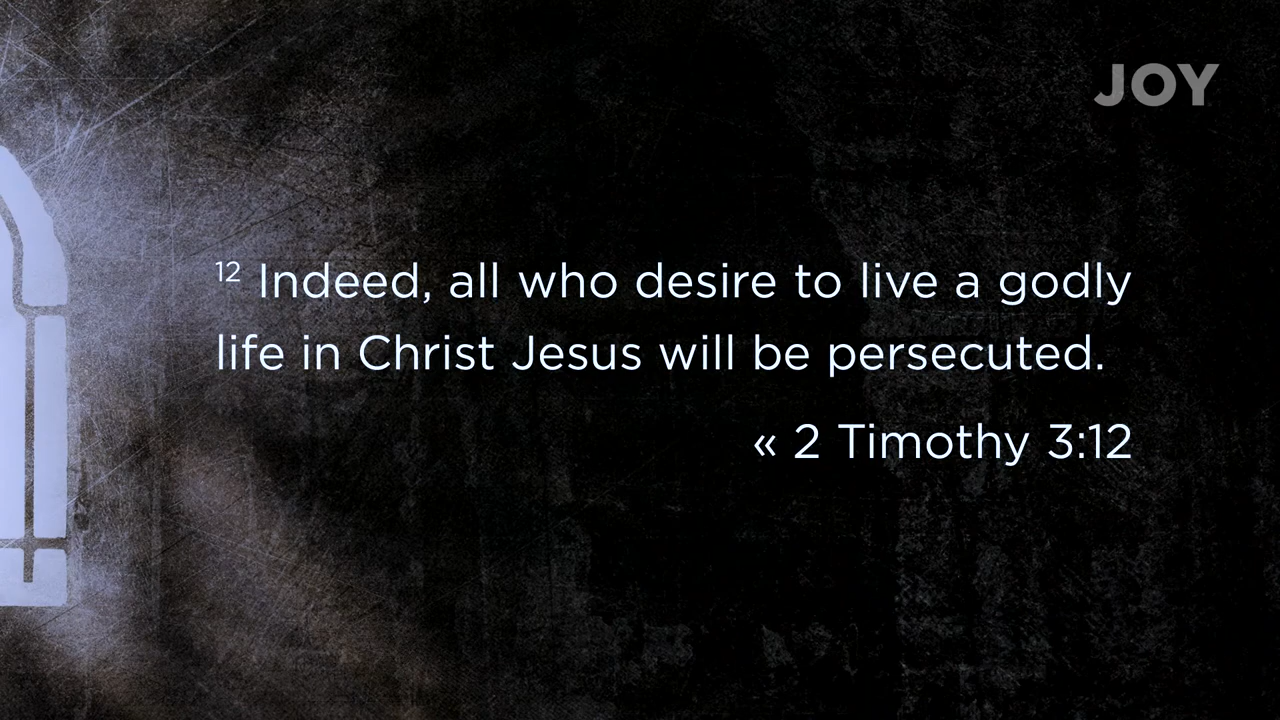 JOY
¹² Indeed, all who desire to live a godly
life in Christ Jesus will be persecuted.
« 2 Timothy 3:12